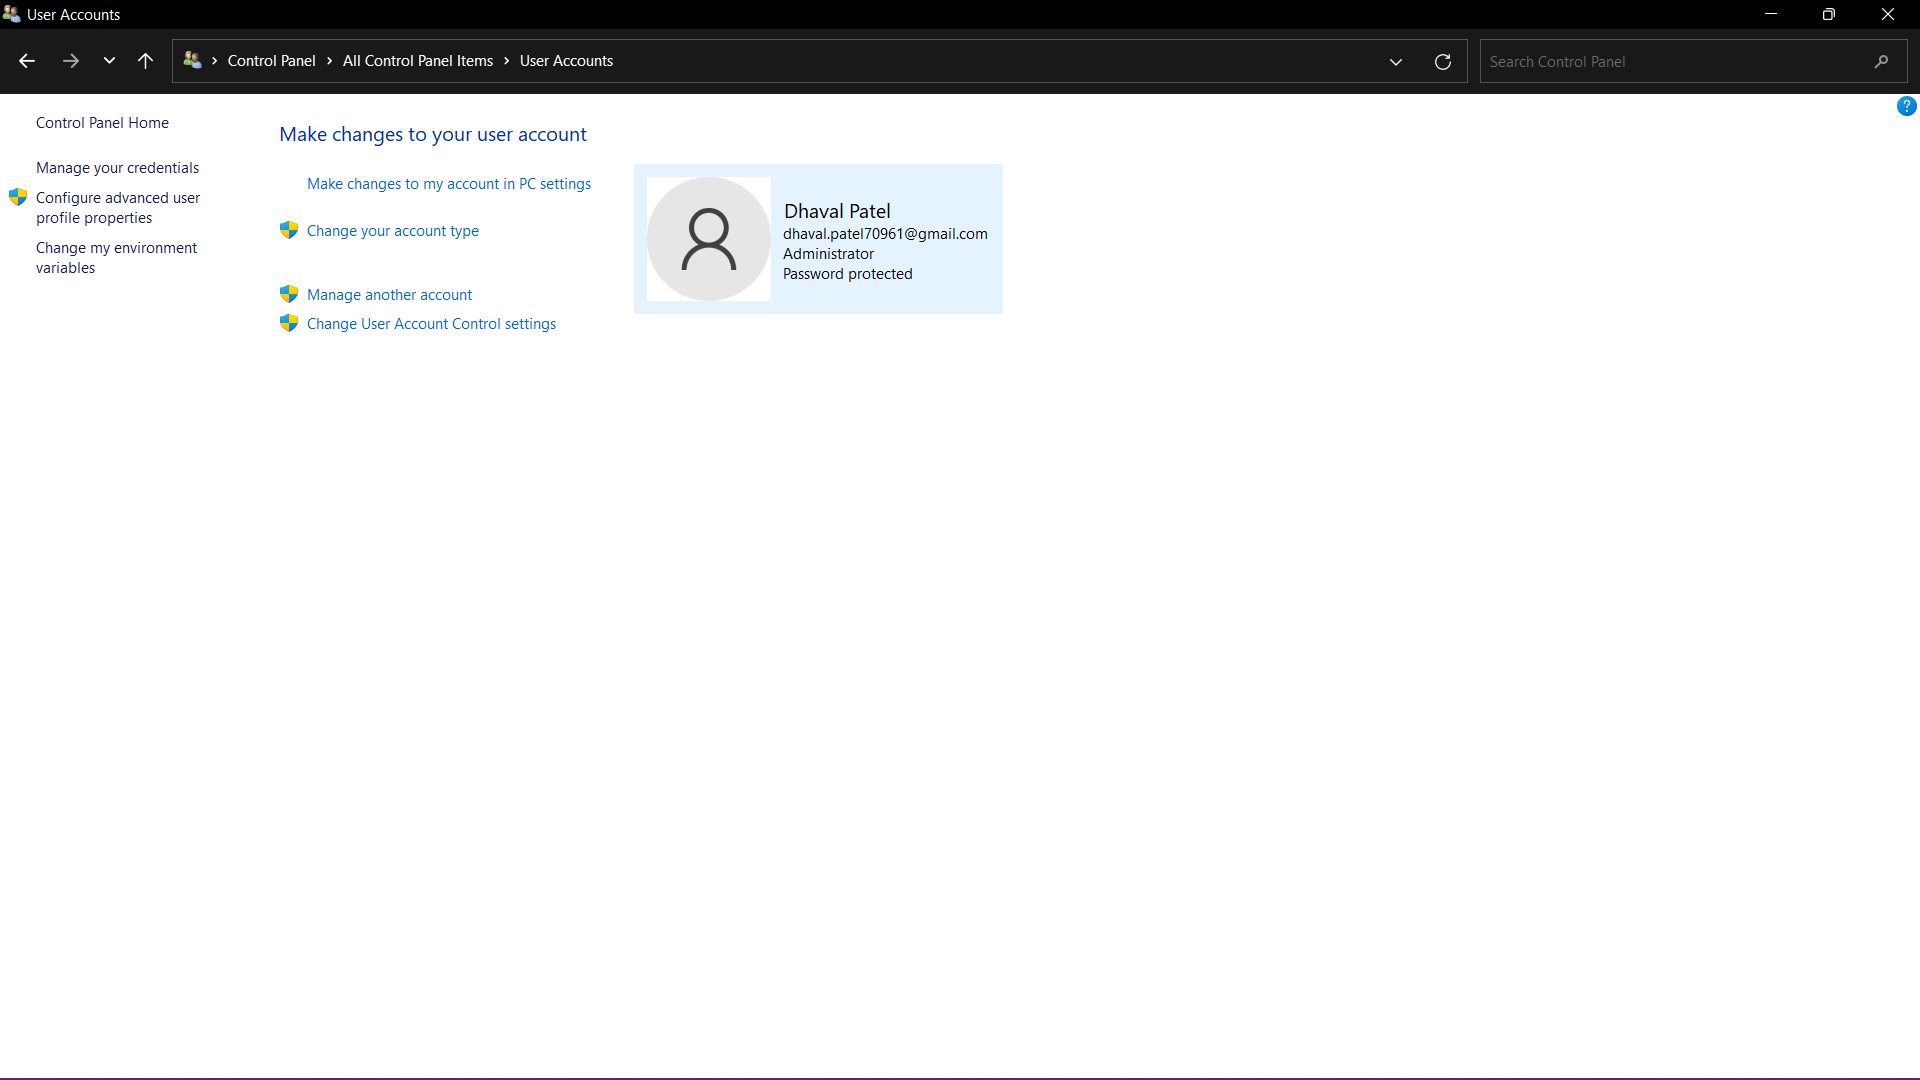 User Accounts
Control Panel > All Control Panel Items > User Accounts
Search Control Panel
?
Control Panel Home
Manage your credentials
Configure advanced user
profile properties
Change my environment
variables
Make changes to your user account
Make changes to my account in PC settings
Change your account type
Manage another account
Change User Account Control settings
Dhaval Patel
dhaval.patel70961@gmail.com
Administrator
Password protected